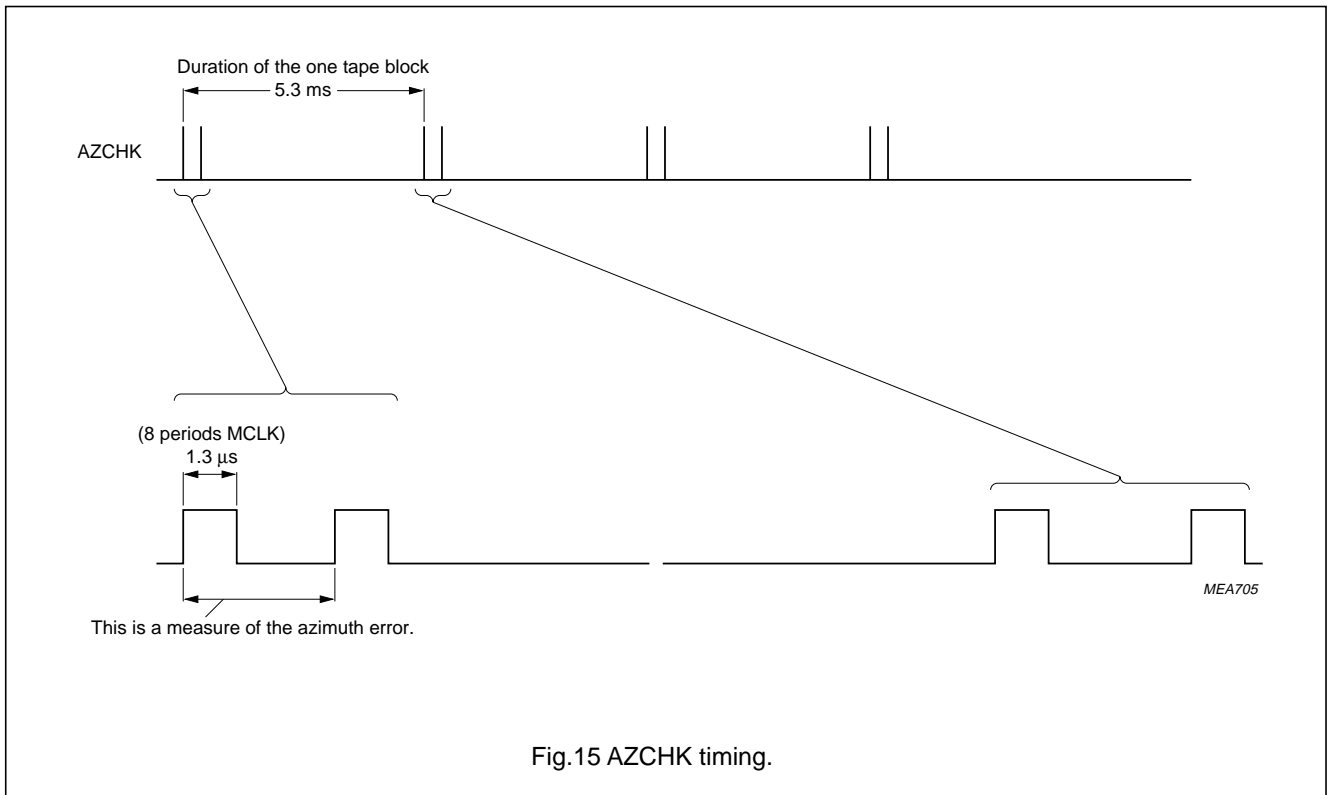 Duration of the one tape block
5.3 ms
AZCHK
(8 periods MCLK)
1.3 μs
MEA705
This is a measure of the azimuth error.
Fig.15 AZCHK timing.